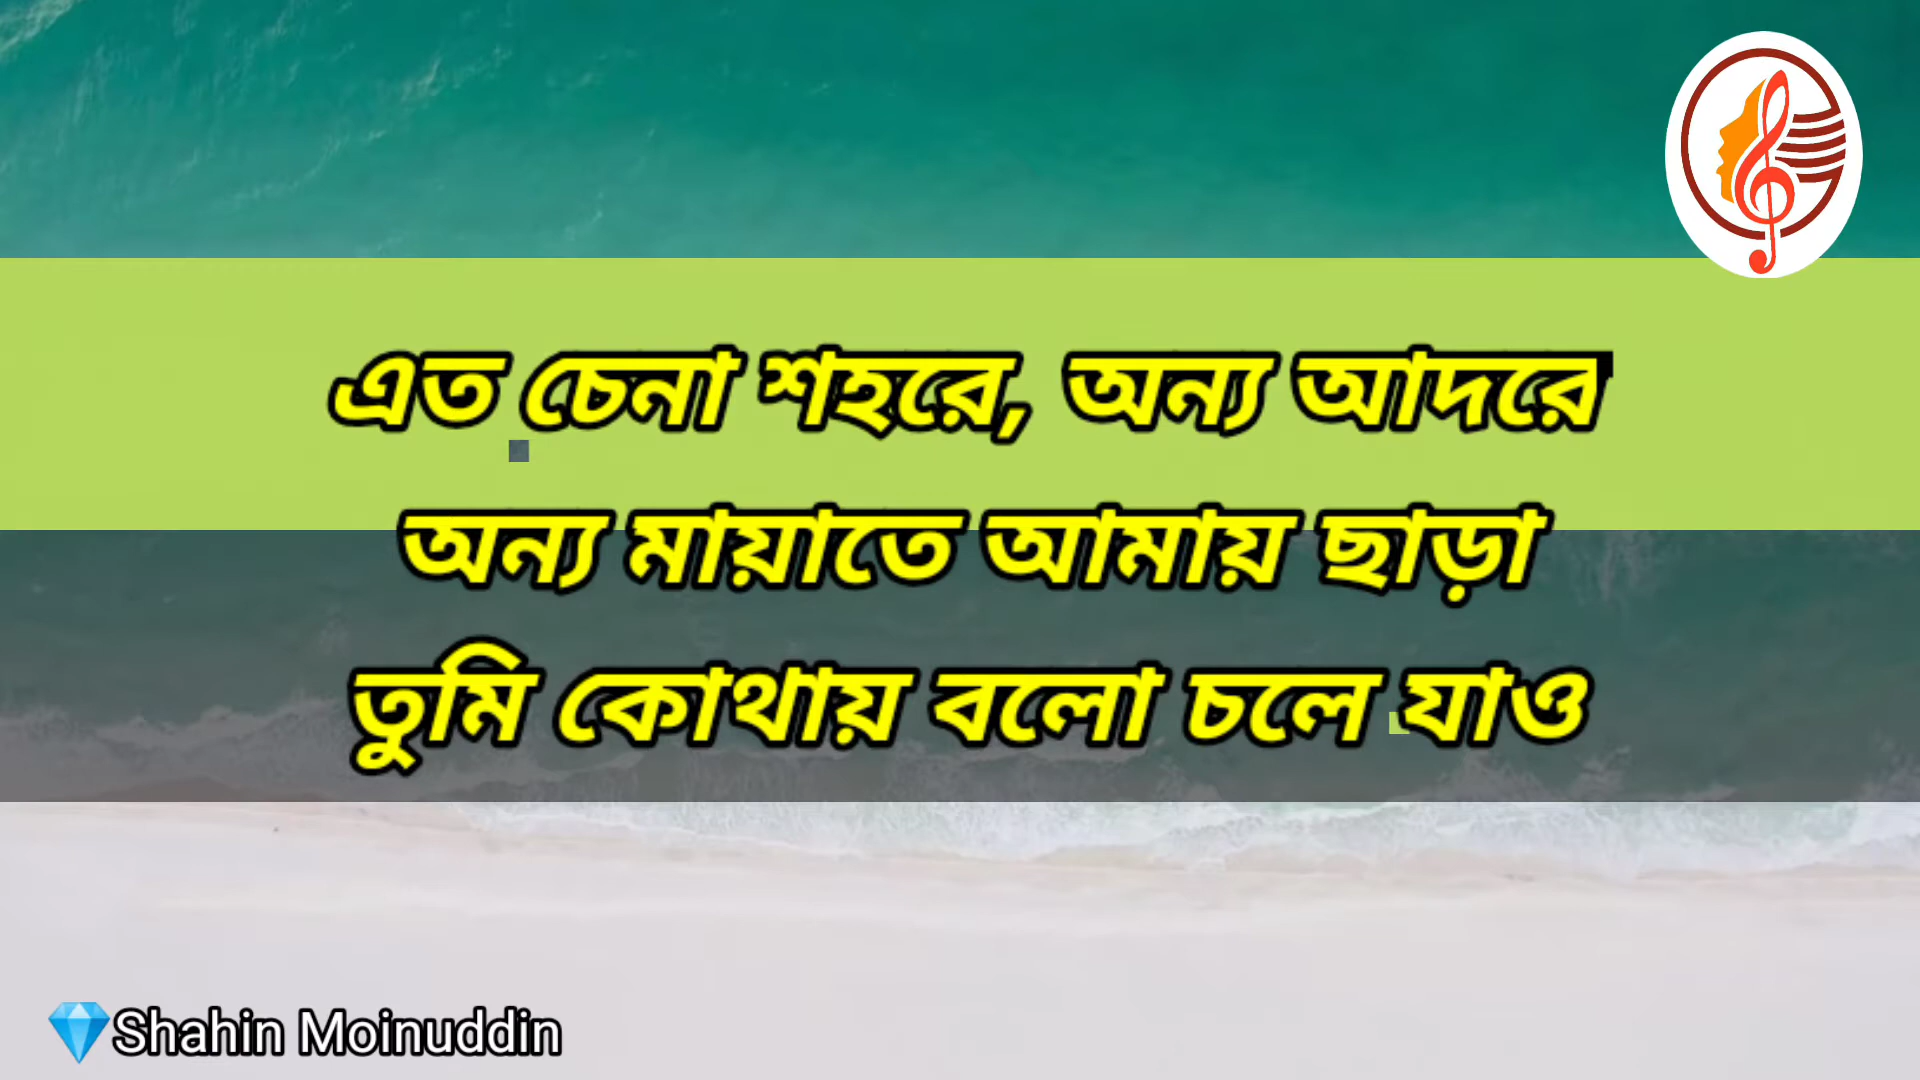 এত চেনা শহরে, অন্য আদরে
অন্য মায়াতে আমায় ছাড়া
তুমি কোথায় বলো চলে যাও
💎Shahin Moinuddin